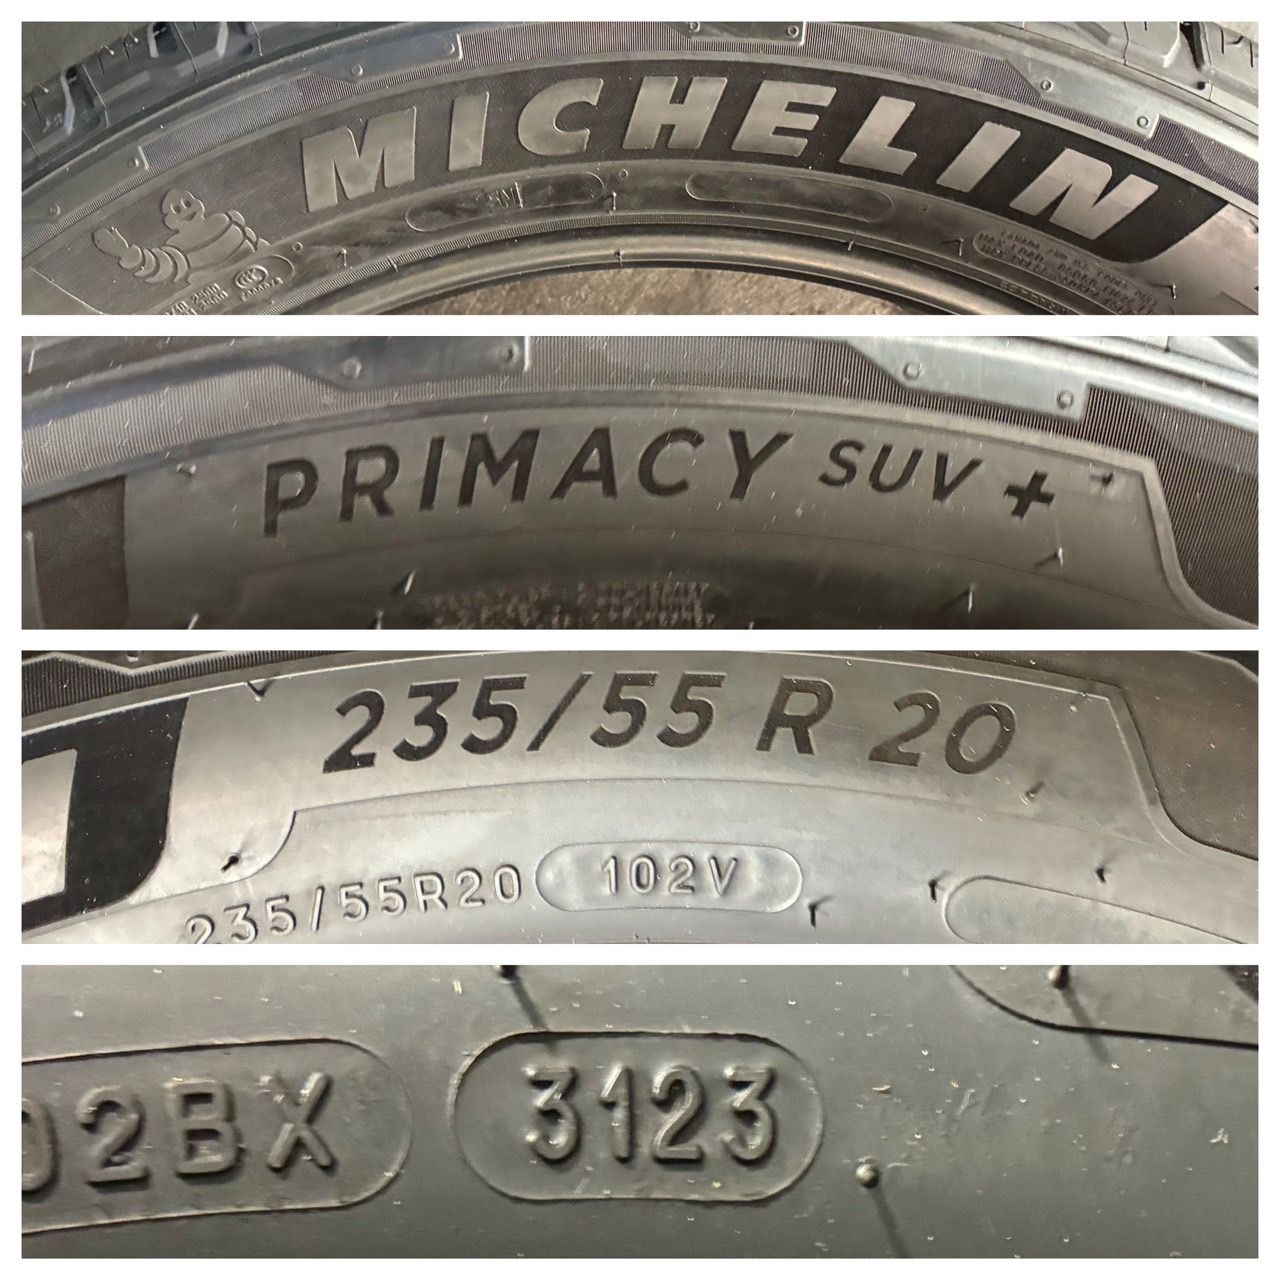 MICHELIN
PRIMACY SUV +
235/55 R 20
235/55R20 102V
02BX 3123